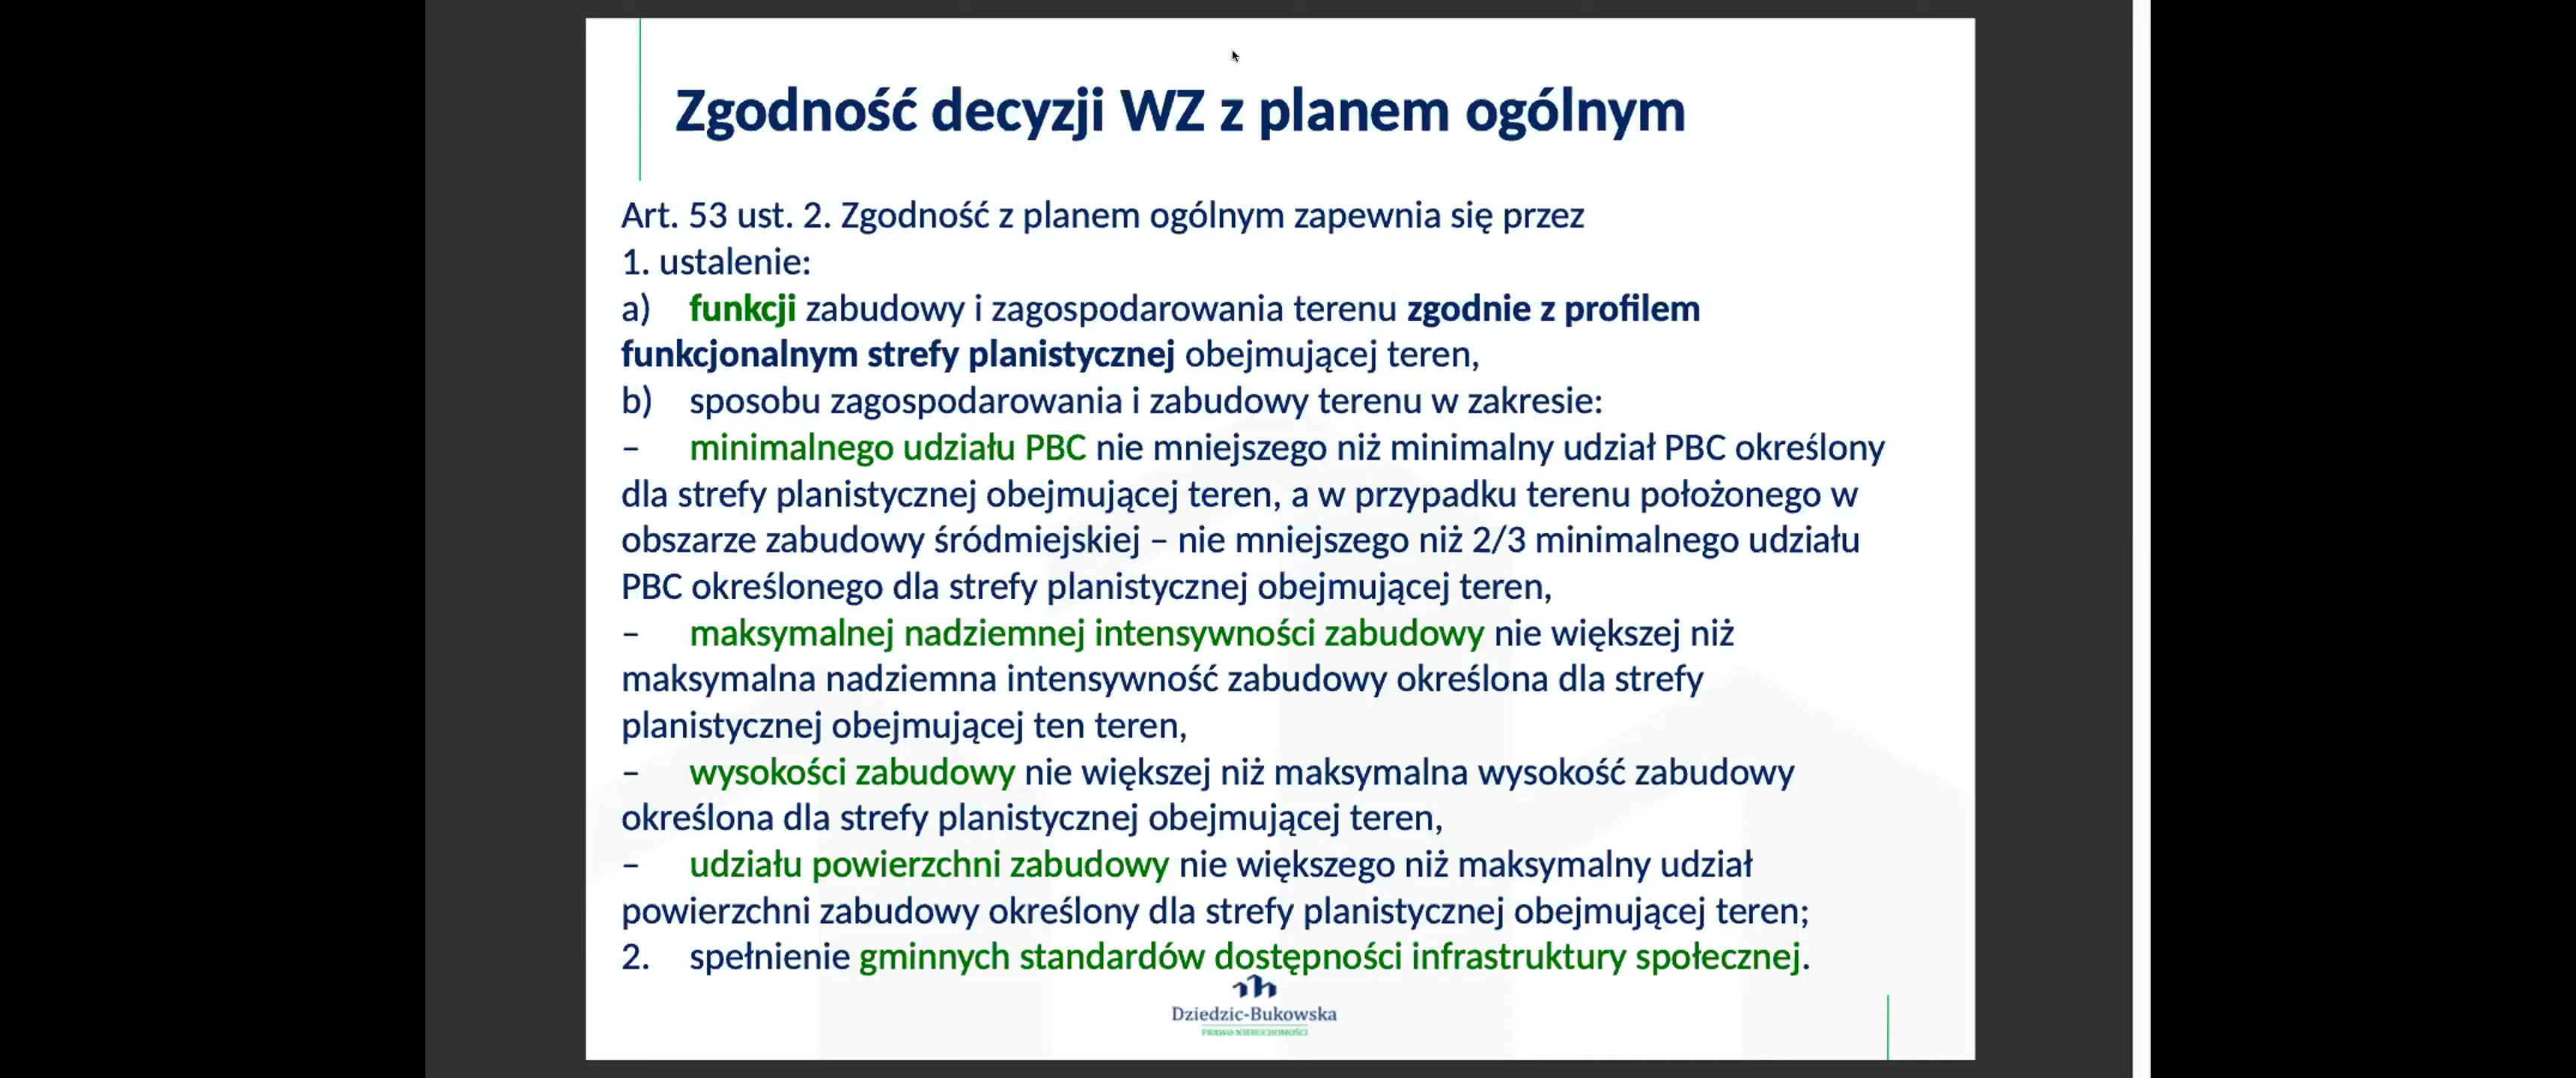 Zgodność decyzji WZ z planem ogólnym
Art. 53 ust. 2. Zgodność z planem ogólnym zapewnia się przez
1. ustalenie:
a) funkcji zabudowy i zagospodarowania terenu zgodnie z profilem
funkcjonalnym strefy planistycznej obejmującej teren,
b) sposobu zagospodarowania i zabudowy terenu w zakresie:
– minimalnego udziału PBC nie mniejszego niż minimalny udział PBC określony
dla strefy planistycznej obejmującej teren, a w przypadku terenu położonego w
obszarze zabudowy śródmiejskiej – nie mniejszego niż 2/3 minimalnego udziału
PBC określonego dla strefy planistycznej obejmującej teren,
– maksymalnej nadziemnej intensywności zabudowy nie większej niż
maksymalna nadziemna intensywność zabudowy określona dla strefy
planistycznej obejmującej ten teren,
– wysokości zabudowy nie większej niż maksymalna wysokość zabudowy
określona dla strefy planistycznej obejmującej teren,
– udziału powierzchni zabudowy nie większego niż maksymalny udział
powierzchni zabudowy określony dla strefy planistycznej obejmującej teren;
2. spełnienie gminnych standardów dostępności infrastruktury społecznej.
Dziedzic-Bukowska
PRAWO NIERUCHOMOŚCI